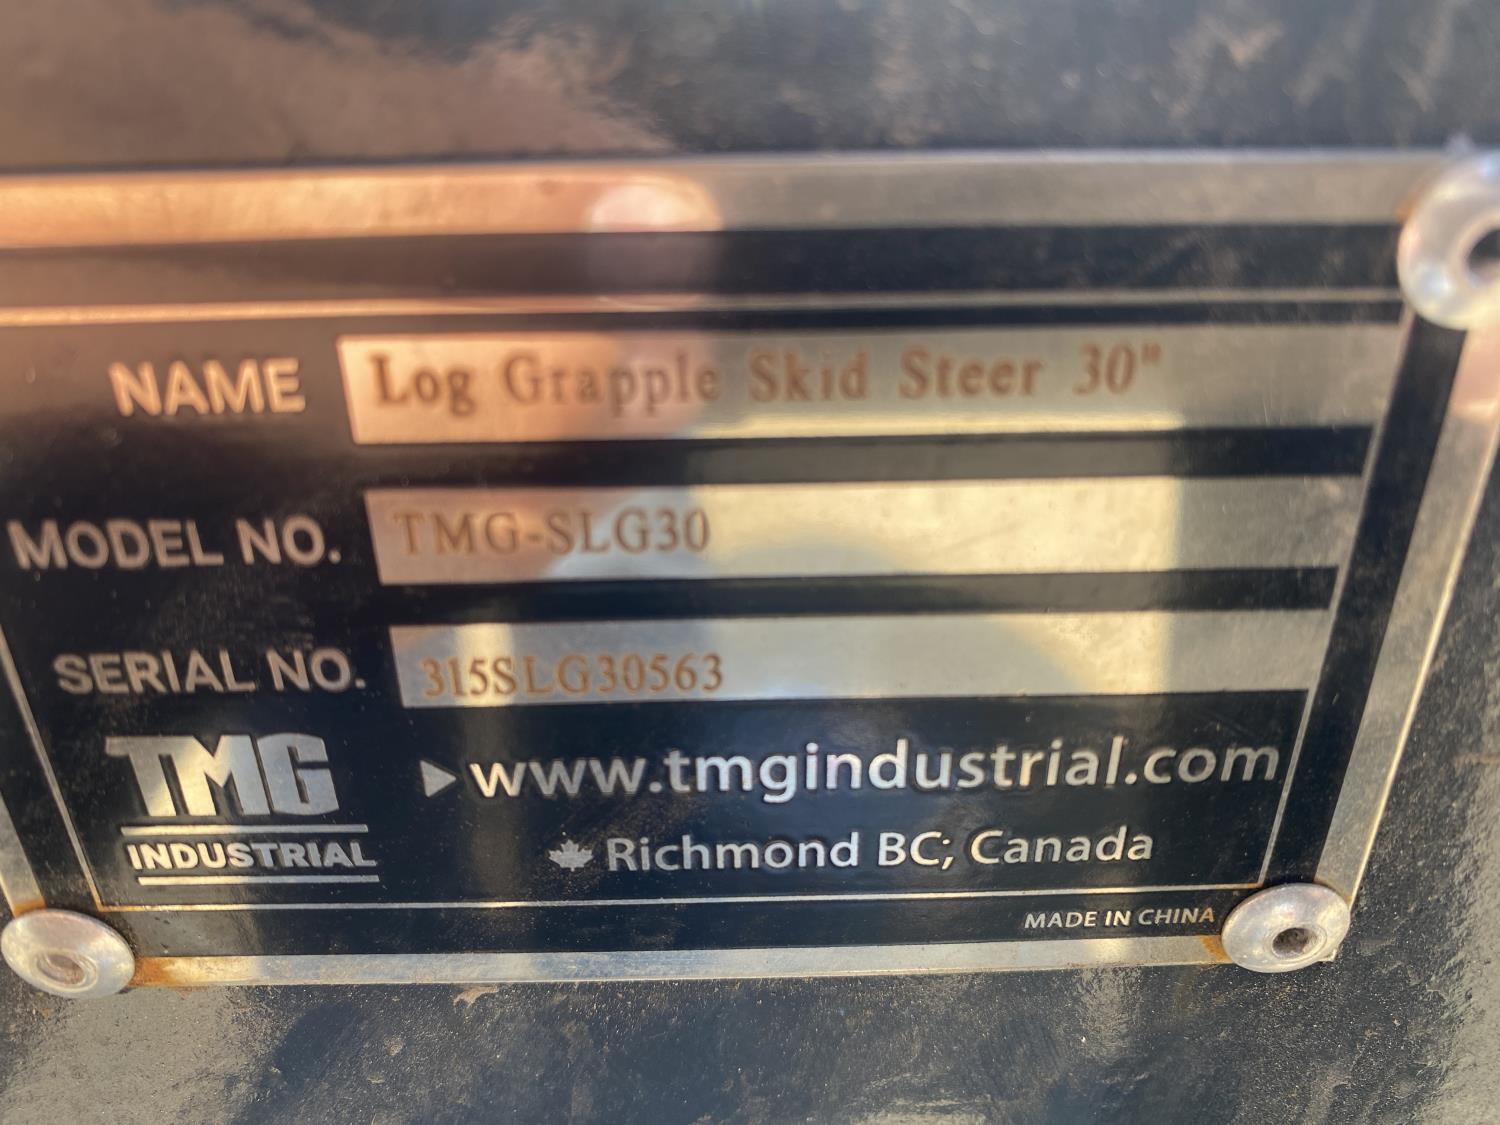 NAME Log Grapple Skid Steer 30"
MODEL NO. TMG-SLG30
SERIAL NO. 315SLG30563
TMG
INDUSTRIAL
www.tmgindustrial.com
Richmond BC; Canada
MADE IN CHINA